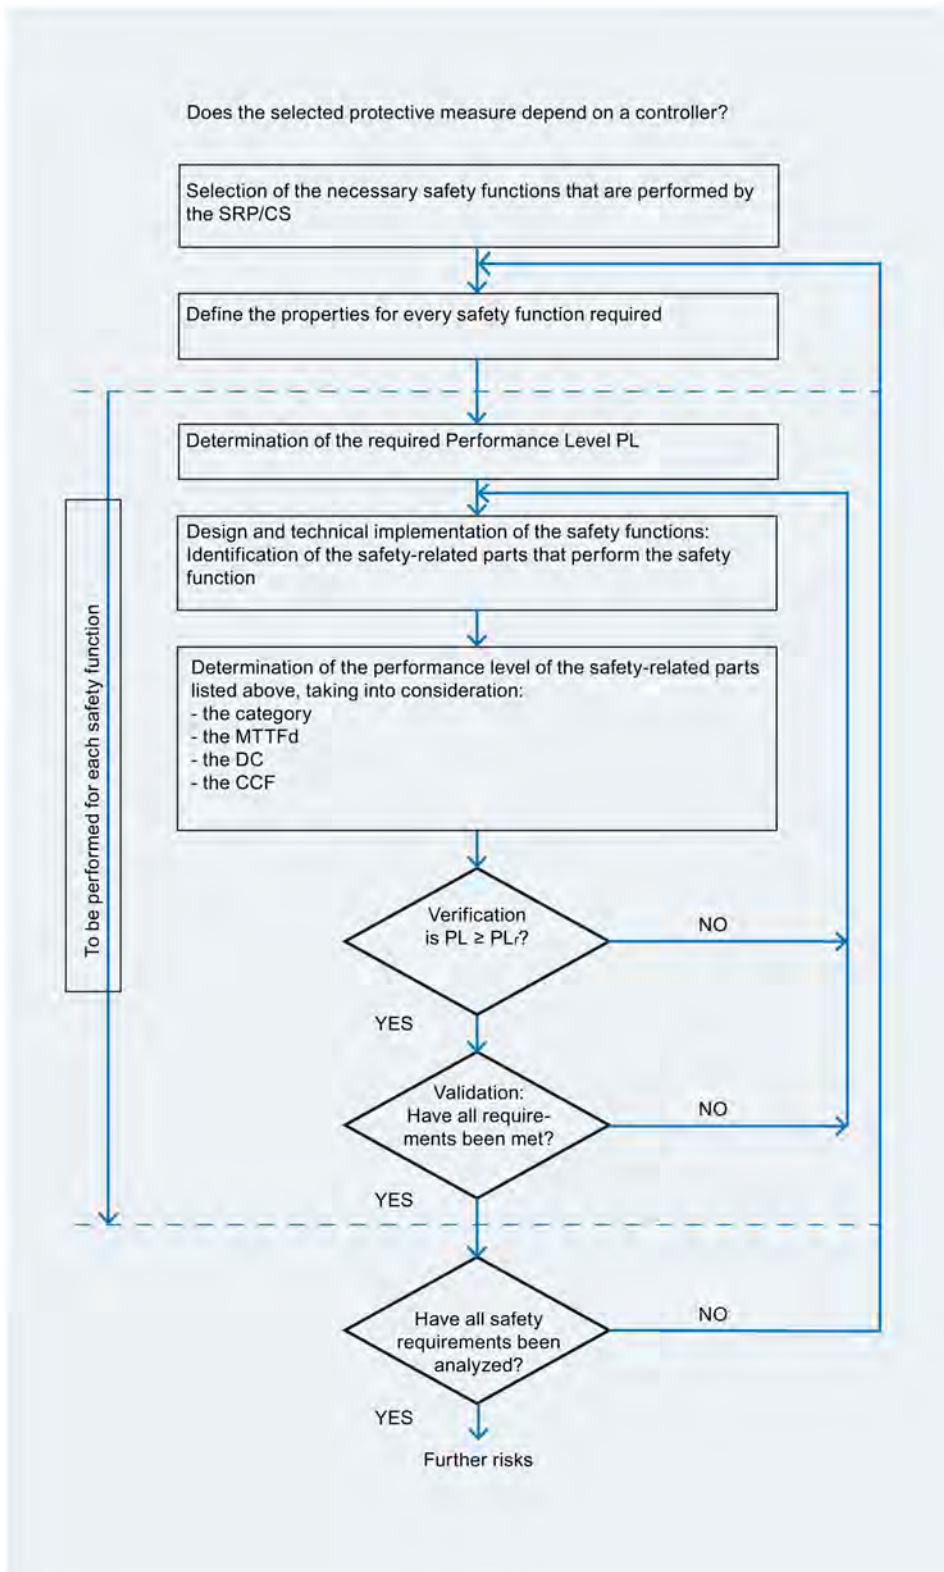 Does the selected protective measure depend on a controller?
Selection of the necessary safety functions that are performed by
the SRP/CS
Define the properties for every safety function required
Determination of the required Performance Level PL
Design and technical implementation of the safety functions:
Identification of the safety-related parts that perform the safety
function
To be performed for each safety function
Determination of the performance level of the safety-related parts
listed above, taking into consideration:
- the category
- the MTTFd
- the DC
- the CCF
Verification
is PL ≥ PLr?
NO
YES
Validation:
Have all require-
ments been met?
NO
YES
Have all safety
requirements been
analyzed?
NO
YES
Further risks